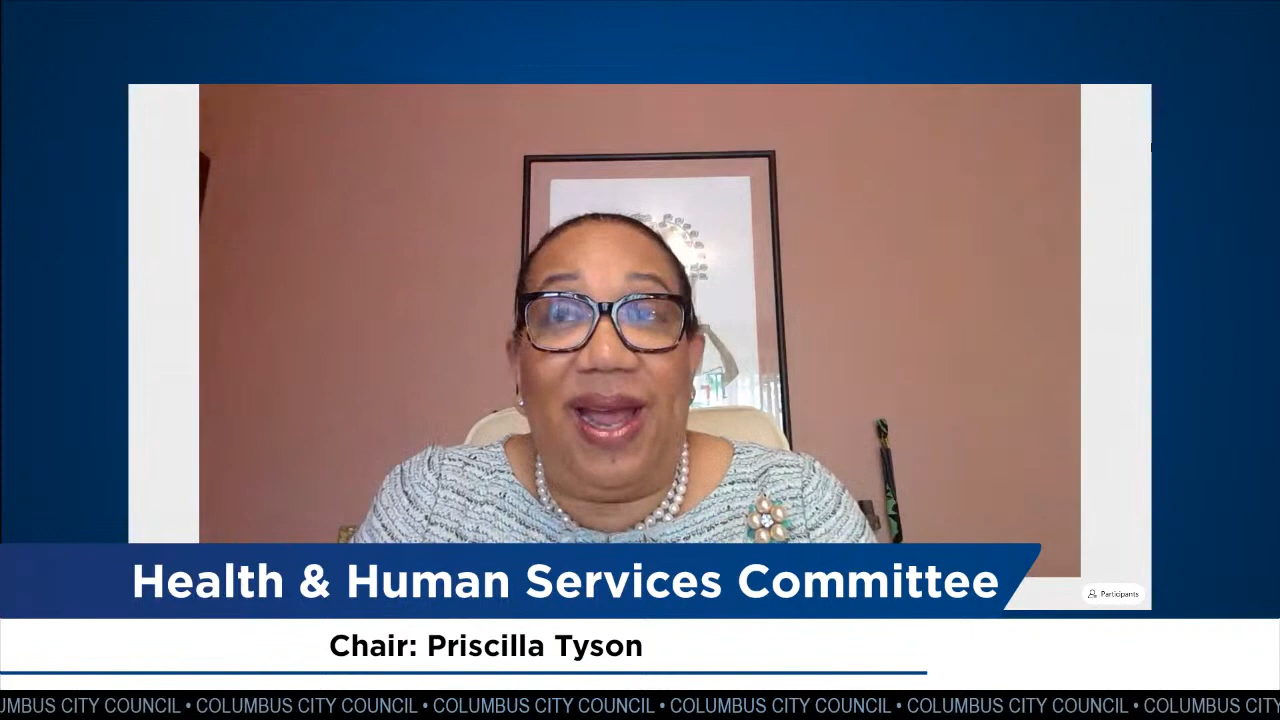 Participants
Health & Human Services Committee
Chair: Priscilla Tyson
UMBUS CITY COUNCIL • COLUMBUS CITY COUNCIL • COLUMBUS CITY COUNCIL • COLUMBUS CITY COUNCIL • COLUMBUS CITY COUNCIL • COLUMBUS CITY